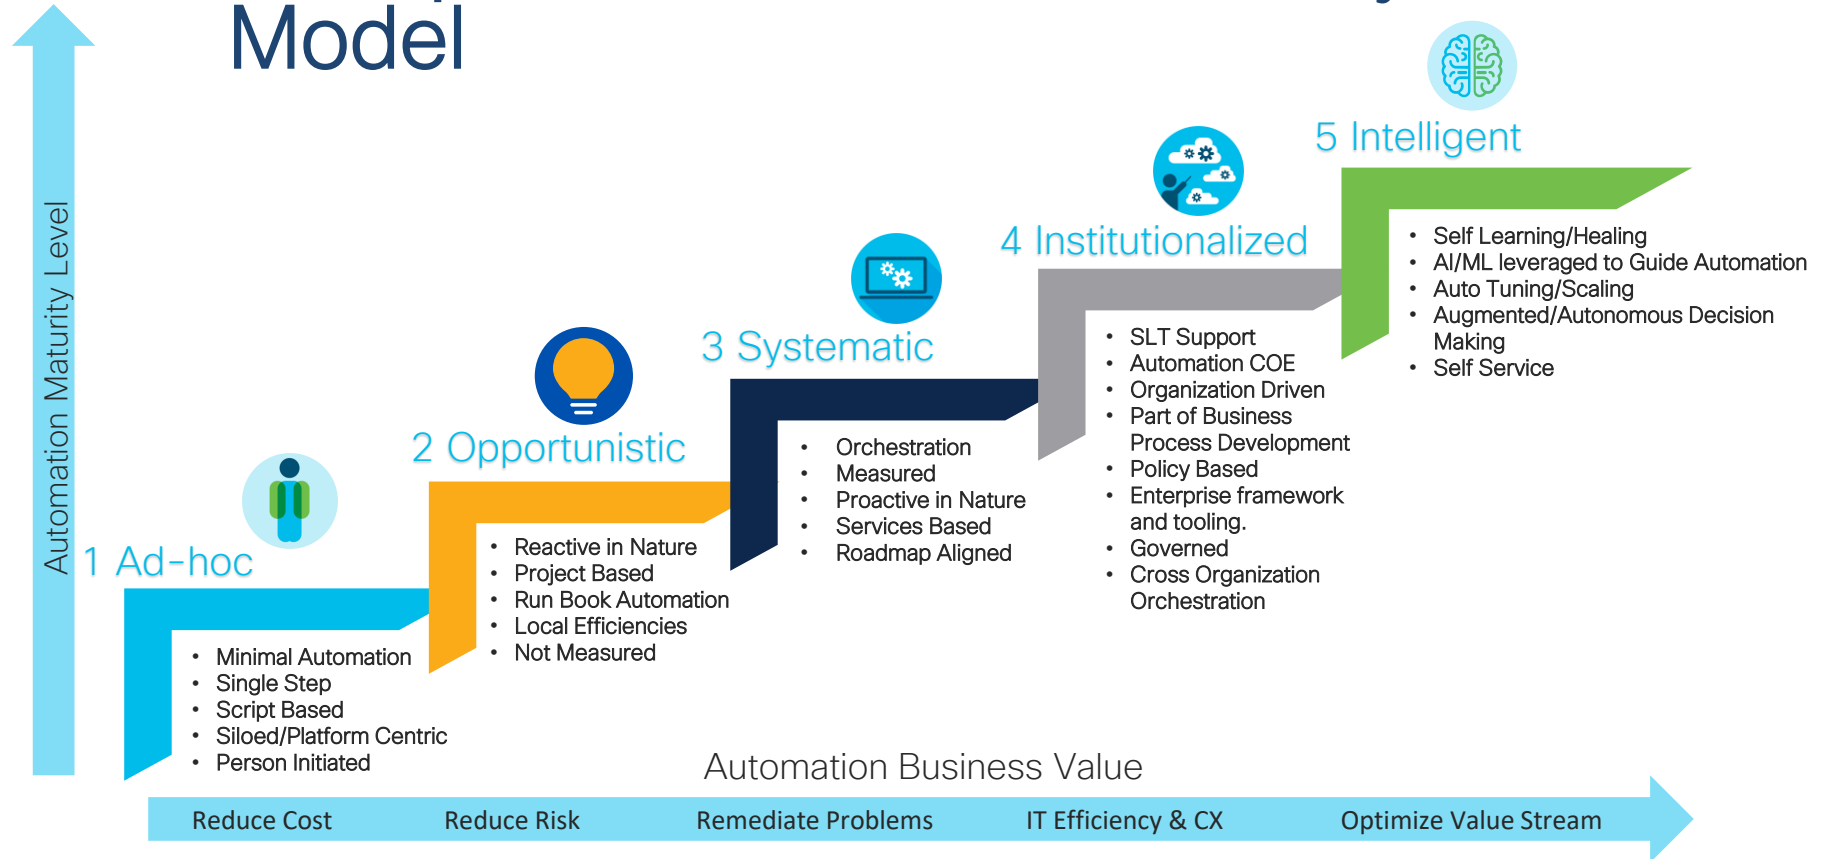 Model
Automation Maturity Level
1 Ad-hoc
• Minimal Automation
• Single Step
• Script Based
• Siloed/Platform Centric
• Person Initiated
2 Opportunistic
• Reactive in Nature
• Project Based
• Run Book Automation
• Local Efficiencies
• Not Measured
3 Systematic
• Orchestration
• Measured
• Proactive in Nature
• Services Based
• Roadmap Aligned
4 Institutionalized
• SLT Support
• Automation COE
• Organization Driven
• Part of Business
Process Development
• Policy Based
• Enterprise framework
and tooling.
• Governed
• Cross Organization
Orchestration
5 Intelligent
• Self Learning/Healing
• AI/ML leveraged to Guide Automation
• Auto Tuning/Scaling
• Augmented/Autonomous Decision
Making
• Self Service
Automation Business Value
Reduce Cost
Reduce Risk
Remediate Problems
IT Efficiency & CX
Optimize Value Stream